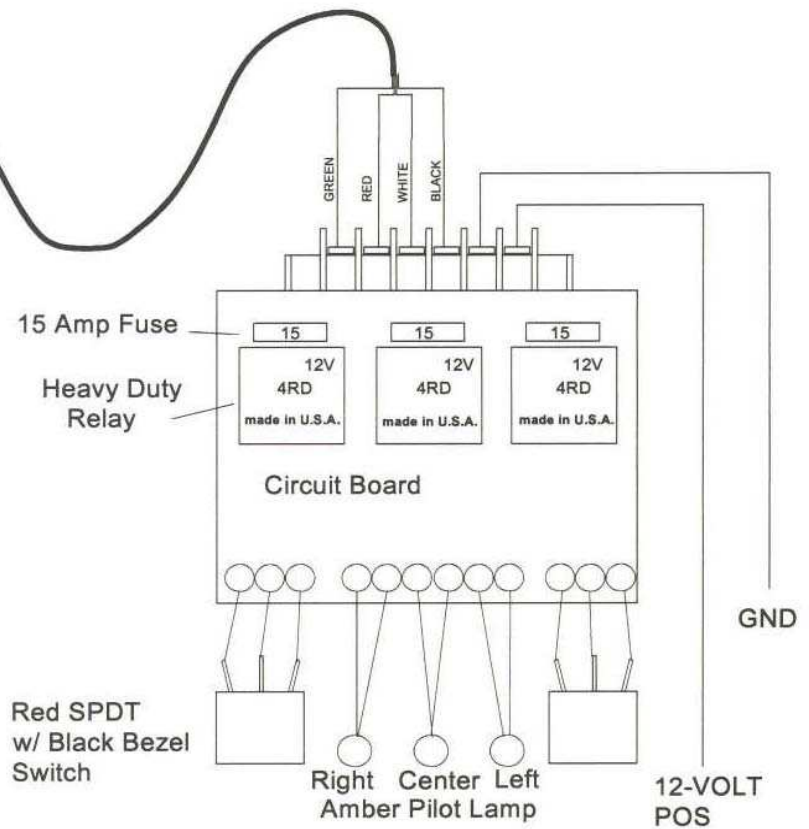 GREEN
RED
WHITE
BLACK
15 Amp Fuse
15
15
15
Heavy Duty
Relay
12V
4RD
made in U.S.A.
12V
4RD
made in U.S.A.
12V
4RD
made in U.S.A.
Circuit Board
GND
Red SPDT
w/ Black Bezel
Switch
Right Center Left
Amber Pilot Lamp
12-VOLT
POS